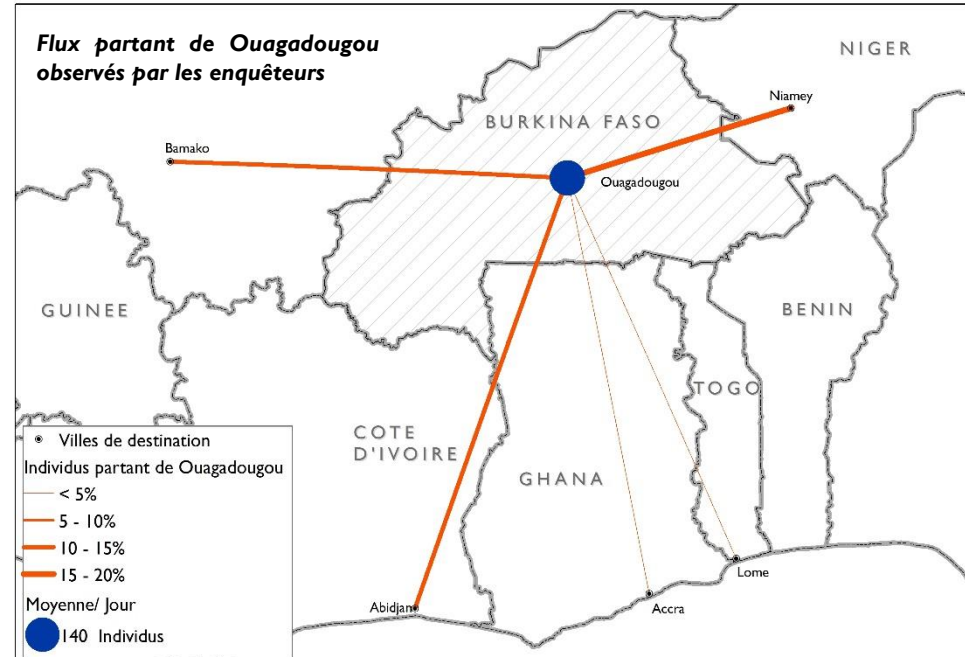 Flux partant de Ouagadougou
observés par les enquêteurs
NIGER
Niamey
BURKINA FASO
Bamako
Ouagadougou
GUINEE
BENIN
TOGO
COTE
D'IVOIRE
GHANA
Lome
Accra
Abidjan
Villes de destination
Individus partant de Ouagadougou
< 5%
5 - 10%
10 - 15%
15 - 20%
Moyenne/ Jour
140 Individus